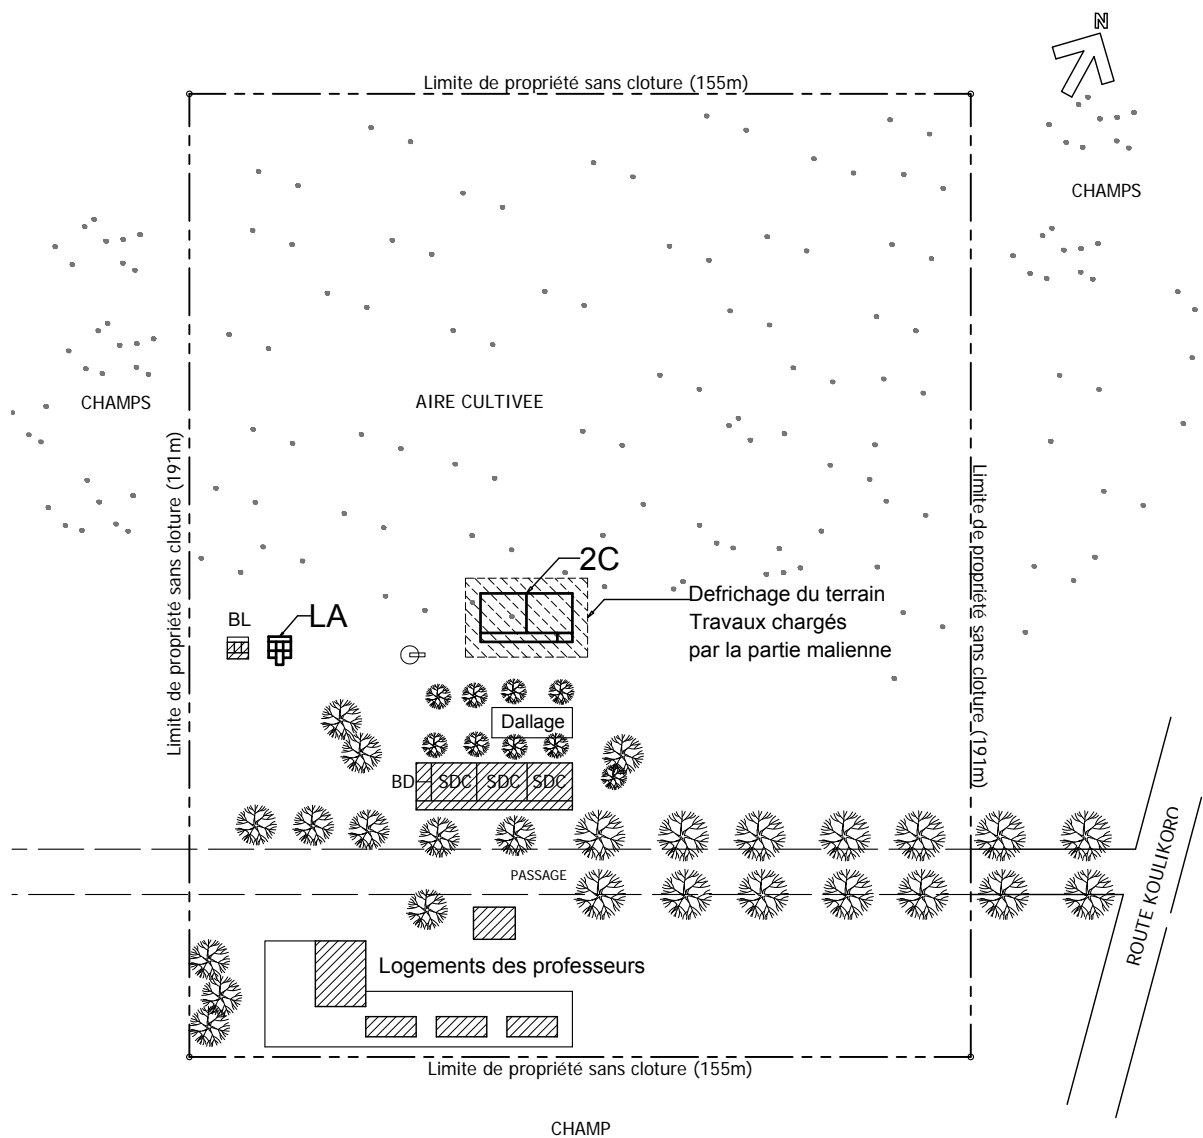 N
Limite de propriété sans cloture (155m)
CHAMPS
CHAMPS
AIRE CULTIVEE
Limite de propriété sans cloture (191m)
Limite de propriété sans cloture (191m)
2C
Defrichage du terrain
Travaux chargés
par la partie malienne
BL
LA
Dallage
BD
SDC
SDC
SDC
PASSAGE
ROUTE KOULIKORO
Logements des professeurs
Limite de propriété sans cloture (155m)
CHAMP